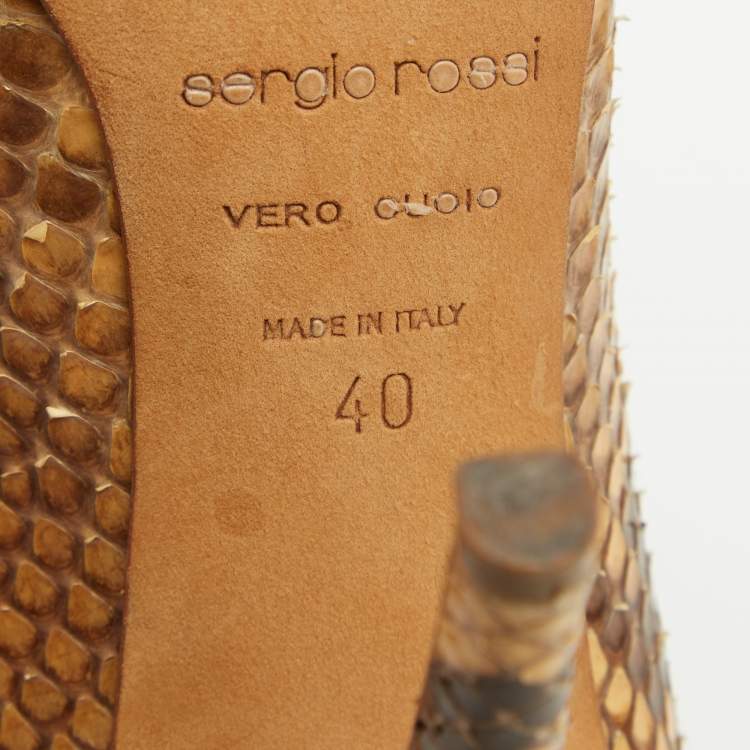 sergio rossi
VERO CUOIO
MADE IN ITALY
40